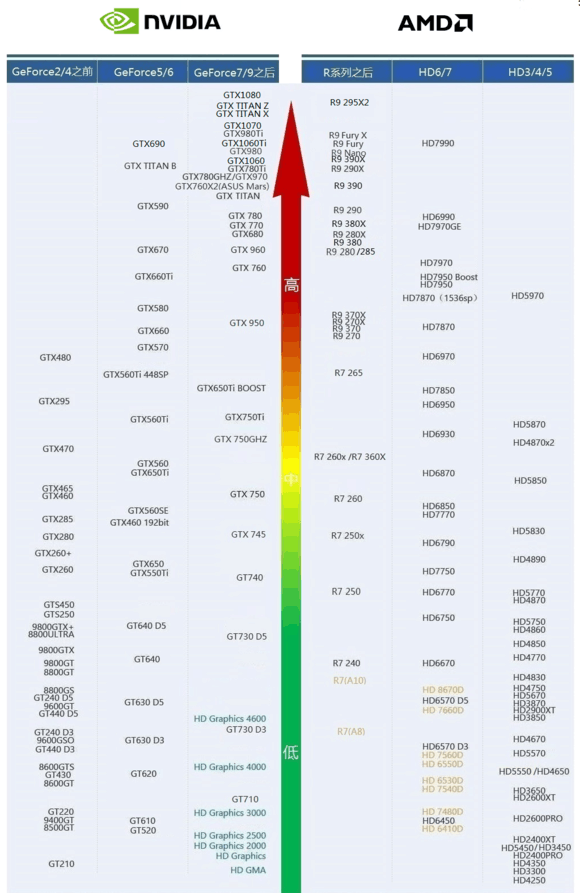 NVIDIA
AMD
GeForce2/4之前
GeForce5/6
GeForce7/9之后
R系列之后
HD6/7
HD3/4/5
GTX480
GTX295
GTX470
GTX465
GTX460
GTX285
GTX280
GTX260+
GTX260
GTS450
GTS250
9800GTX+
8800ULTRA
9800GTX
9800GT
8800GT
8800GS
GT240 D5
9600GT
GT440 D5
GT240 D3
9600GSO
GT440 D3
8600GTS
GT430
8600GT
GT220
9400GT
8500GT
GT210
GTX690
GTX TITAN B
GTX590
GTX670
GTX660Ti
GTX580
GTX660
GTX570
GTX560Ti 448SP
GTX560Ti
GTX560
GTX650Ti
GTX560SE
GTX460 192bit
GTX650
GTX550Ti
GT640 D5
GT640
GT630 D5
GT630 D3
GT620
GT610
GT520
GTX1080
GTX TITAN Z
GTX TITAN X
GTX1070
GTX980Ti
GTX1060Ti
GTX980
GTX1060
GTX780Ti
GTX780GHZ/GTX970
GTX760X2(ASUS Mars)
GTX TITAN
GTX 780
GTX 770
GTX680
GTX 960
GTX 760
GTX 950
GTX650Ti BOOST
GTX750Ti
GTX 750GHZ
GTX 750
GTX 745
GT740
GT730 D5
HD Graphics 4600
GT730 D3
HD Graphics 4000
GT710
HD Graphics 3000
HD Graphics 2500
HD Graphics 2000
HD Graphics
HD GMA
高
中
低
R9 295X2
R9 Fury X
R9 Fury
R9 Nano
R9 390X
R9 290X
R9 390
R9 290
R9 380X
R9 280X
R9 380
R9 280 /285
R9 370X
R9 270X
R9 370
R9 270
R7 265
R7 260x /R7 360X
R7 260
R7 250x
R7 250
R7 240
R7(A10)
R7(A8)
HD7990
HD6990
HD7970GE
HD7970
HD7950 Boost
HD7950
HD7870（1536sp）
HD7870
HD6970
HD7850
HD6950
HD6930
HD6870
HD6850
HD7770
HD6790
HD7750
HD6770
HD6750
HD6670
HD 8670D
HD6570 D5
HD 7660D
HD6570 D3
HD 7560D
HD 6550D
HD 6530D
HD 7540D
HD 7480D
HD6450
HD 6410D
HD5970
HD5870
HD4870x2
HD5850
HD5830
HD4890
HD5770
HD4870
HD5750
HD4860
HD4850
HD4770
HD4830
HD4750
HD5670
HD3870
HD2900XT
HD3850
HD4670
HD5570
HD5550 /HD4650
HD3650
HD2600XT
HD2600PRO
HD2400XT
HD5450/HD3450
HD2400PRO
HD4350
HD3300
HD4250